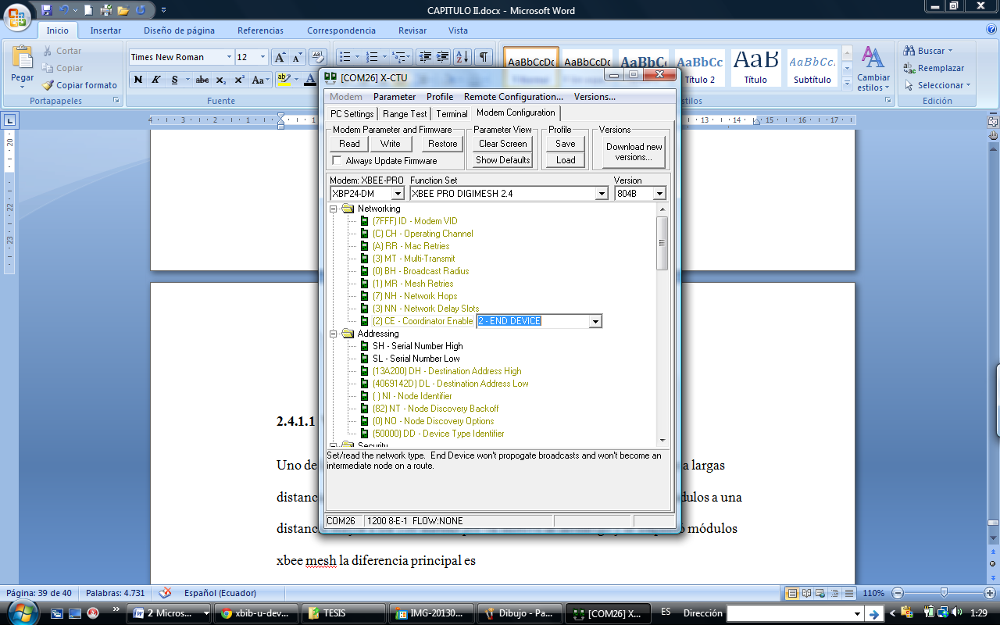 CAPITULO II.docx - Microsoft Word
Inicio Insertar Diseño de página Referencias Correspondencia Revisar Vista
Pegar
Cortar
Copiar
Copiar formato
Portapapeles
Times New Roman 12
N K S abe x₂ x² Aa
Fuente
AaBbCcDc AaBbCcDc AaBbC AaBbCc AaB AaBbCcL
Título 2 Título Subtítulo
Cambiar estilos
Buscar
Reemplazar
Seleccionar
Edición
[COM26] X-CTU
Modem Parameter Profile Remote Configuration... Versions...
PC Settings Range Test Terminal Modem Configuration
Modem Parameter and Firmware Parameter View Profile Versions
Read Write Restore Clear Screen Save Download new versions...
Always Update Firmware Show Defaults Load
Modem: XBEE-PRO Function Set Version
XBP24-DM XBEE PRO DIGIMESH 2.4 804B
Networking
(7FFF) ID - Modem VID
(C) CH - Operating Channel
(A) RR - Mac Retries
(3) MT - Multi-Transmit
(0) BH - Broadcast Radius
(1) MR - Mesh Retries
(7) NH - Network Hops
(3) NN - Network Delay Slots
(2) CE - Coordinator Enable 2 - END DEVICE
Addressing
SH - Serial Number High
SL - Serial Number Low
(13A200) DH - Destination Address High
(4069142D) DL - Destination Address Low
( ) NI - Node Identifier
(82) NT - Node Discovery Backoff
(0) NO - Node Discovery Options
(50000) DD - Device Type Identifier
Security
Set/read the network type. End Device won't propogate broadcasts and won't become an
intermediate node on a route.
COM26 1200 8-E-1 FLOW:NONE
2.4.1.1
Uno de a largas
distanc dulos a una
distanc ó módulos
xbee mesh la diferencia principal es
Página: 39 de 40 Palabras: 4.731 Español (Ecuador) 110%
2 Micros... xbib-u-dev... TESIS IMG-20130... Dibujo - Pa... [COM26] X... ES Dirección 1:29